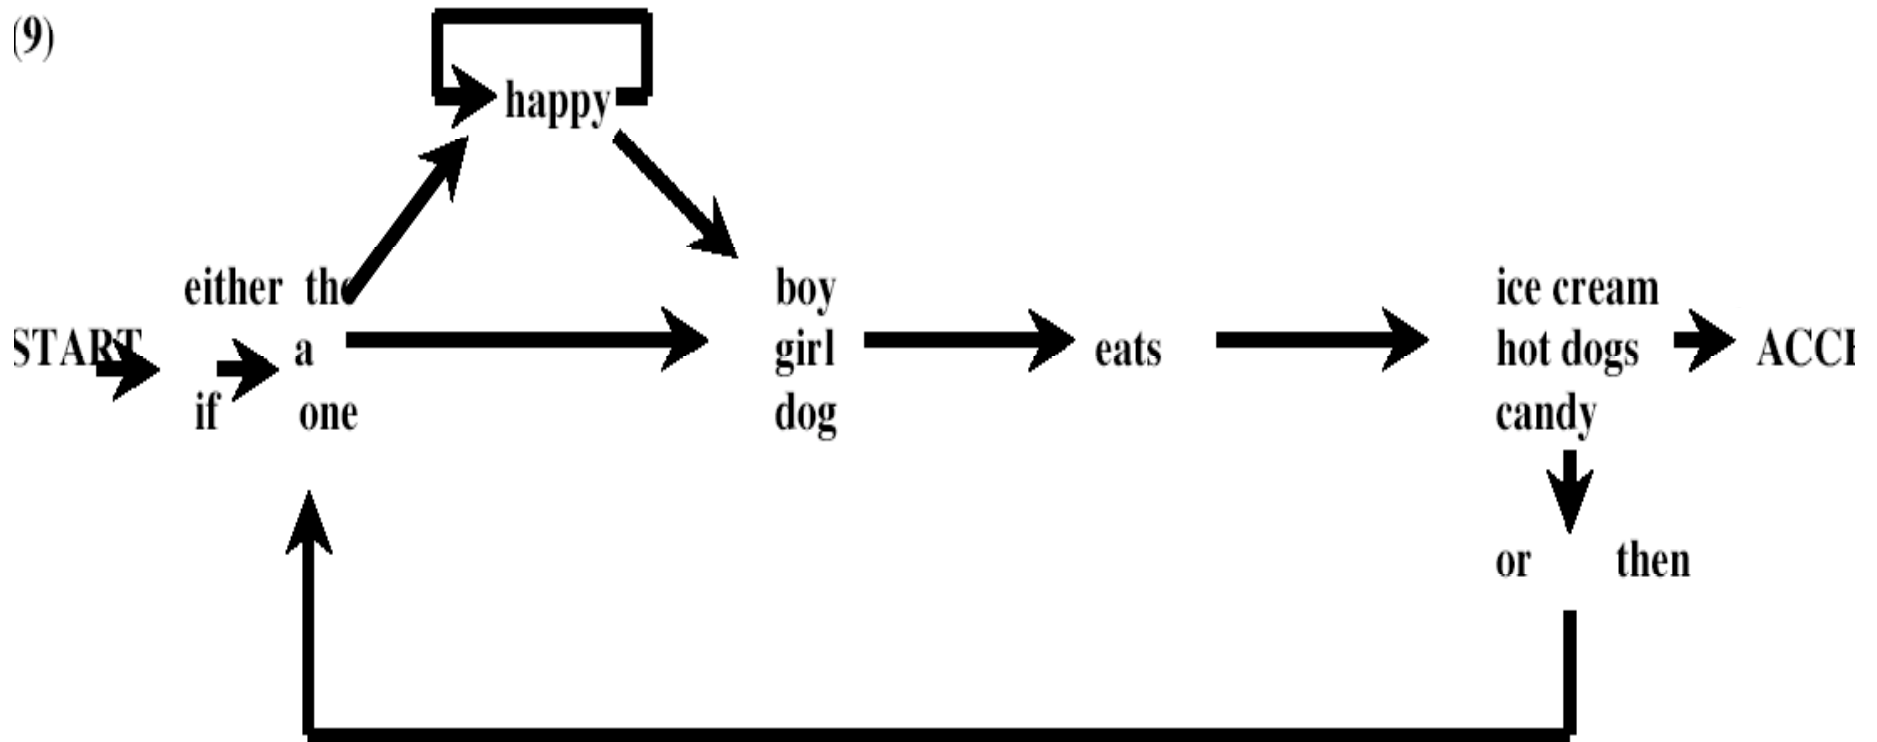 (9)
happy
either the
START a boy eats ice cream
girl hot dogs
if one dog candy
or then